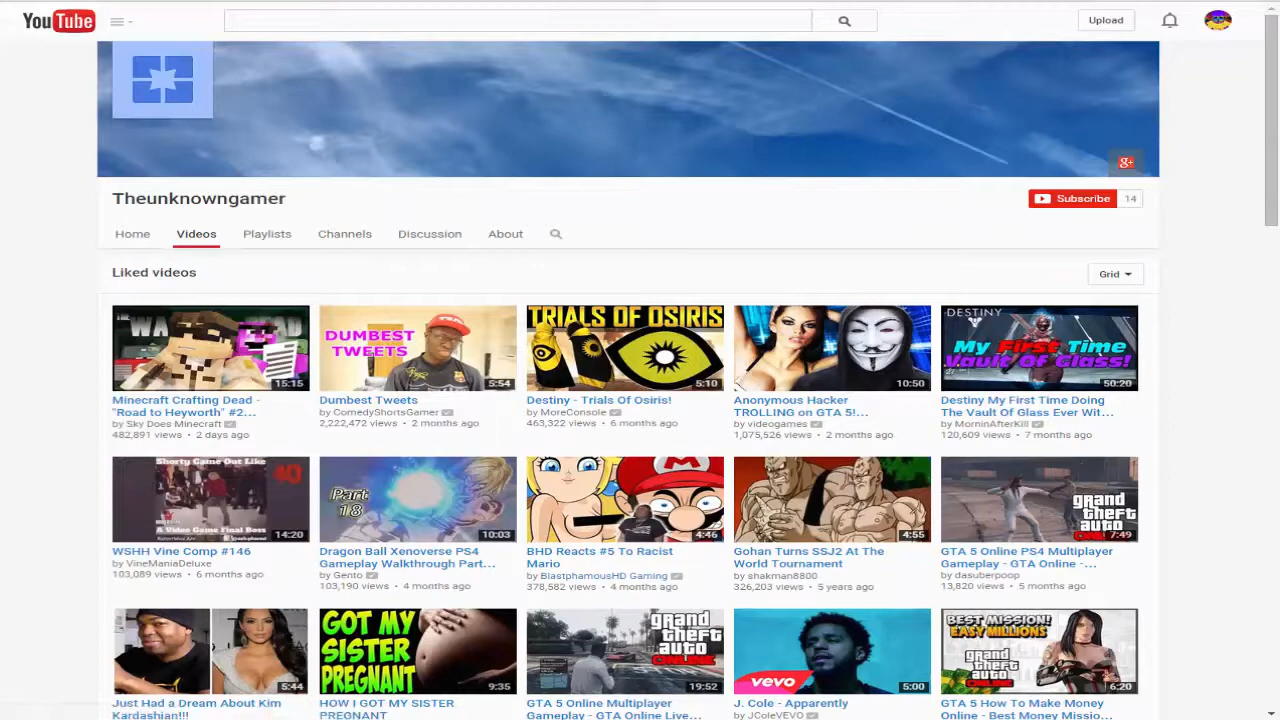 YouTube
Upload
g+
Theunknowngamer
Subscribe 14
Home Videos Playlists Channels Discussion About
Liked videos
Grid
15:15
DUMBEST
TWEETS
5:54
TRIALS OF OSIRIS
5:10
10:50
DESTINY
My First Time
Vault Of Glass!
50:20
Minecraft Crafting Dead -
"Road to Heyworth" #2...
by Sky Does Minecraft
482,891 views • 2 days ago
Dumbest Tweets
by ComedyShortsGamer
2,222,472 views • 2 months ago
Destiny - Trials Of Osiris!
by MoreConsole
463,322 views • 6 months ago
Anonymous Hacker
TROLLING on GTA 5!...
by videogames
1,075,526 views • 2 months ago
Destiny My First Time Doing
The Vault Of Glass Ever Wit...
by MorninAfterKill
120,609 views • 7 months ago
Shorty Game Out Like
40
A Video Game Final Boss
14:20
Part
18
10:03
4:46
4:55
grand
theft
auto
7:49
WSHH Vine Comp #146
by VineManiaDeluxe
103,089 views • 6 months ago
Dragon Ball Xenoverse PS4
Gameplay Walkthrough Part...
by Gento
103,190 views • 4 months ago
BHD Reacts #5 To Racist
Mario
by BlastphamousHD Gaming
378,582 views • 4 months ago
Gohan Turns SSJ2 At The
World Tournament
by shakman8800
326,203 views • 5 years ago
GTA 5 Online PS4 Multiplayer
Gameplay - GTA Online -...
by dasuberpoop
13,820 views • 5 months ago
5:44
GOT MY
SISTER
PREGNANT
9:35
grand
theft
auto
ONLINE
19:52
vevo
5:00
BEST MISSION!
EASY MILLIONS
grand
theft
auto
ONLINE
6:20
Just Had a Dream About Kim
Kardashian!!!
HOW I GOT MY SISTER
PREGNANT
GTA 5 Online Multiplayer
Gameplay - GTA Online Live...
J. Cole - Apparently
by JColeVEVO
GTA 5 How To Make Money
Online - Best Money Missio...